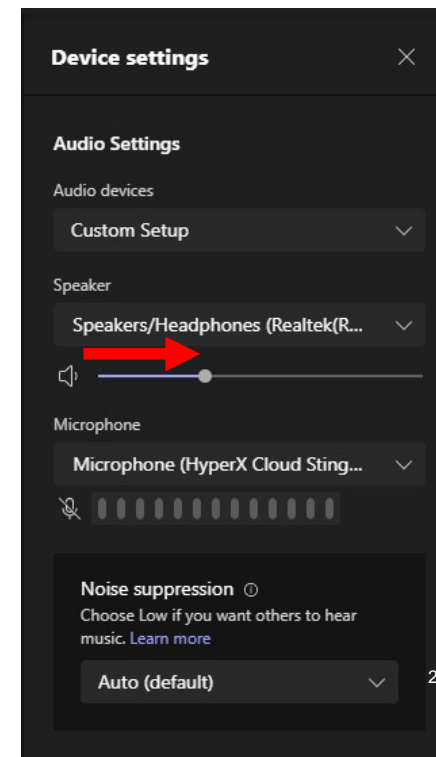 Device settings
Audio Settings
Audio devices
Custom Setup
Speaker
Speakers/Headphones (Realtek(R...
Microphone
Microphone (HyperX Cloud Sting...
Noise suppression
Choose Low if you want others to hear
music. Learn more
Auto (default)
2